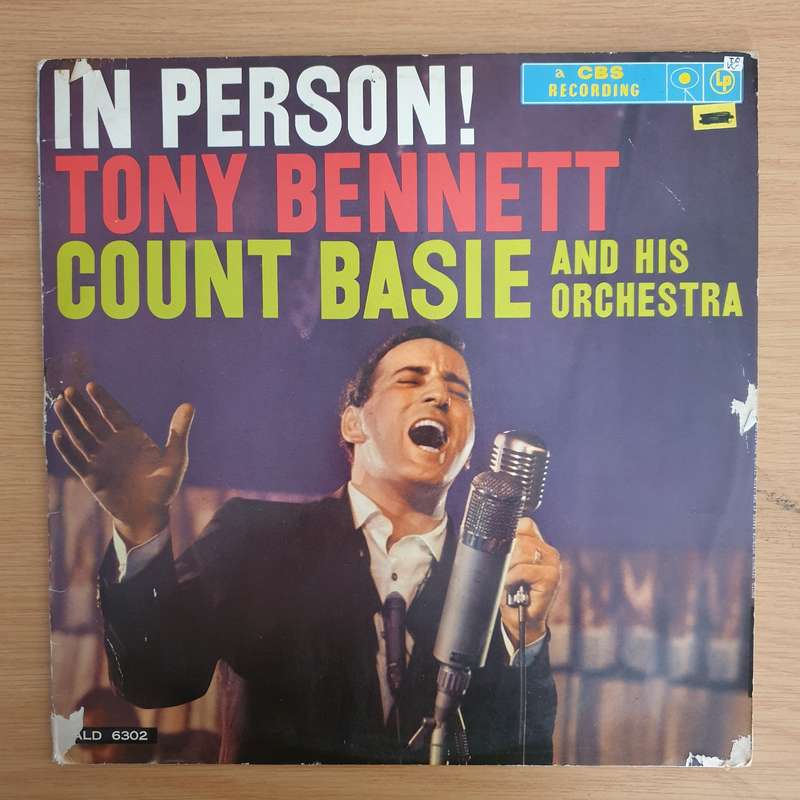 IN PERSON!
a CBS
RECORDING
LP
TONY BENNETT
COUNT BASIE AND HIS
ORCHESTRA
ALD 6302